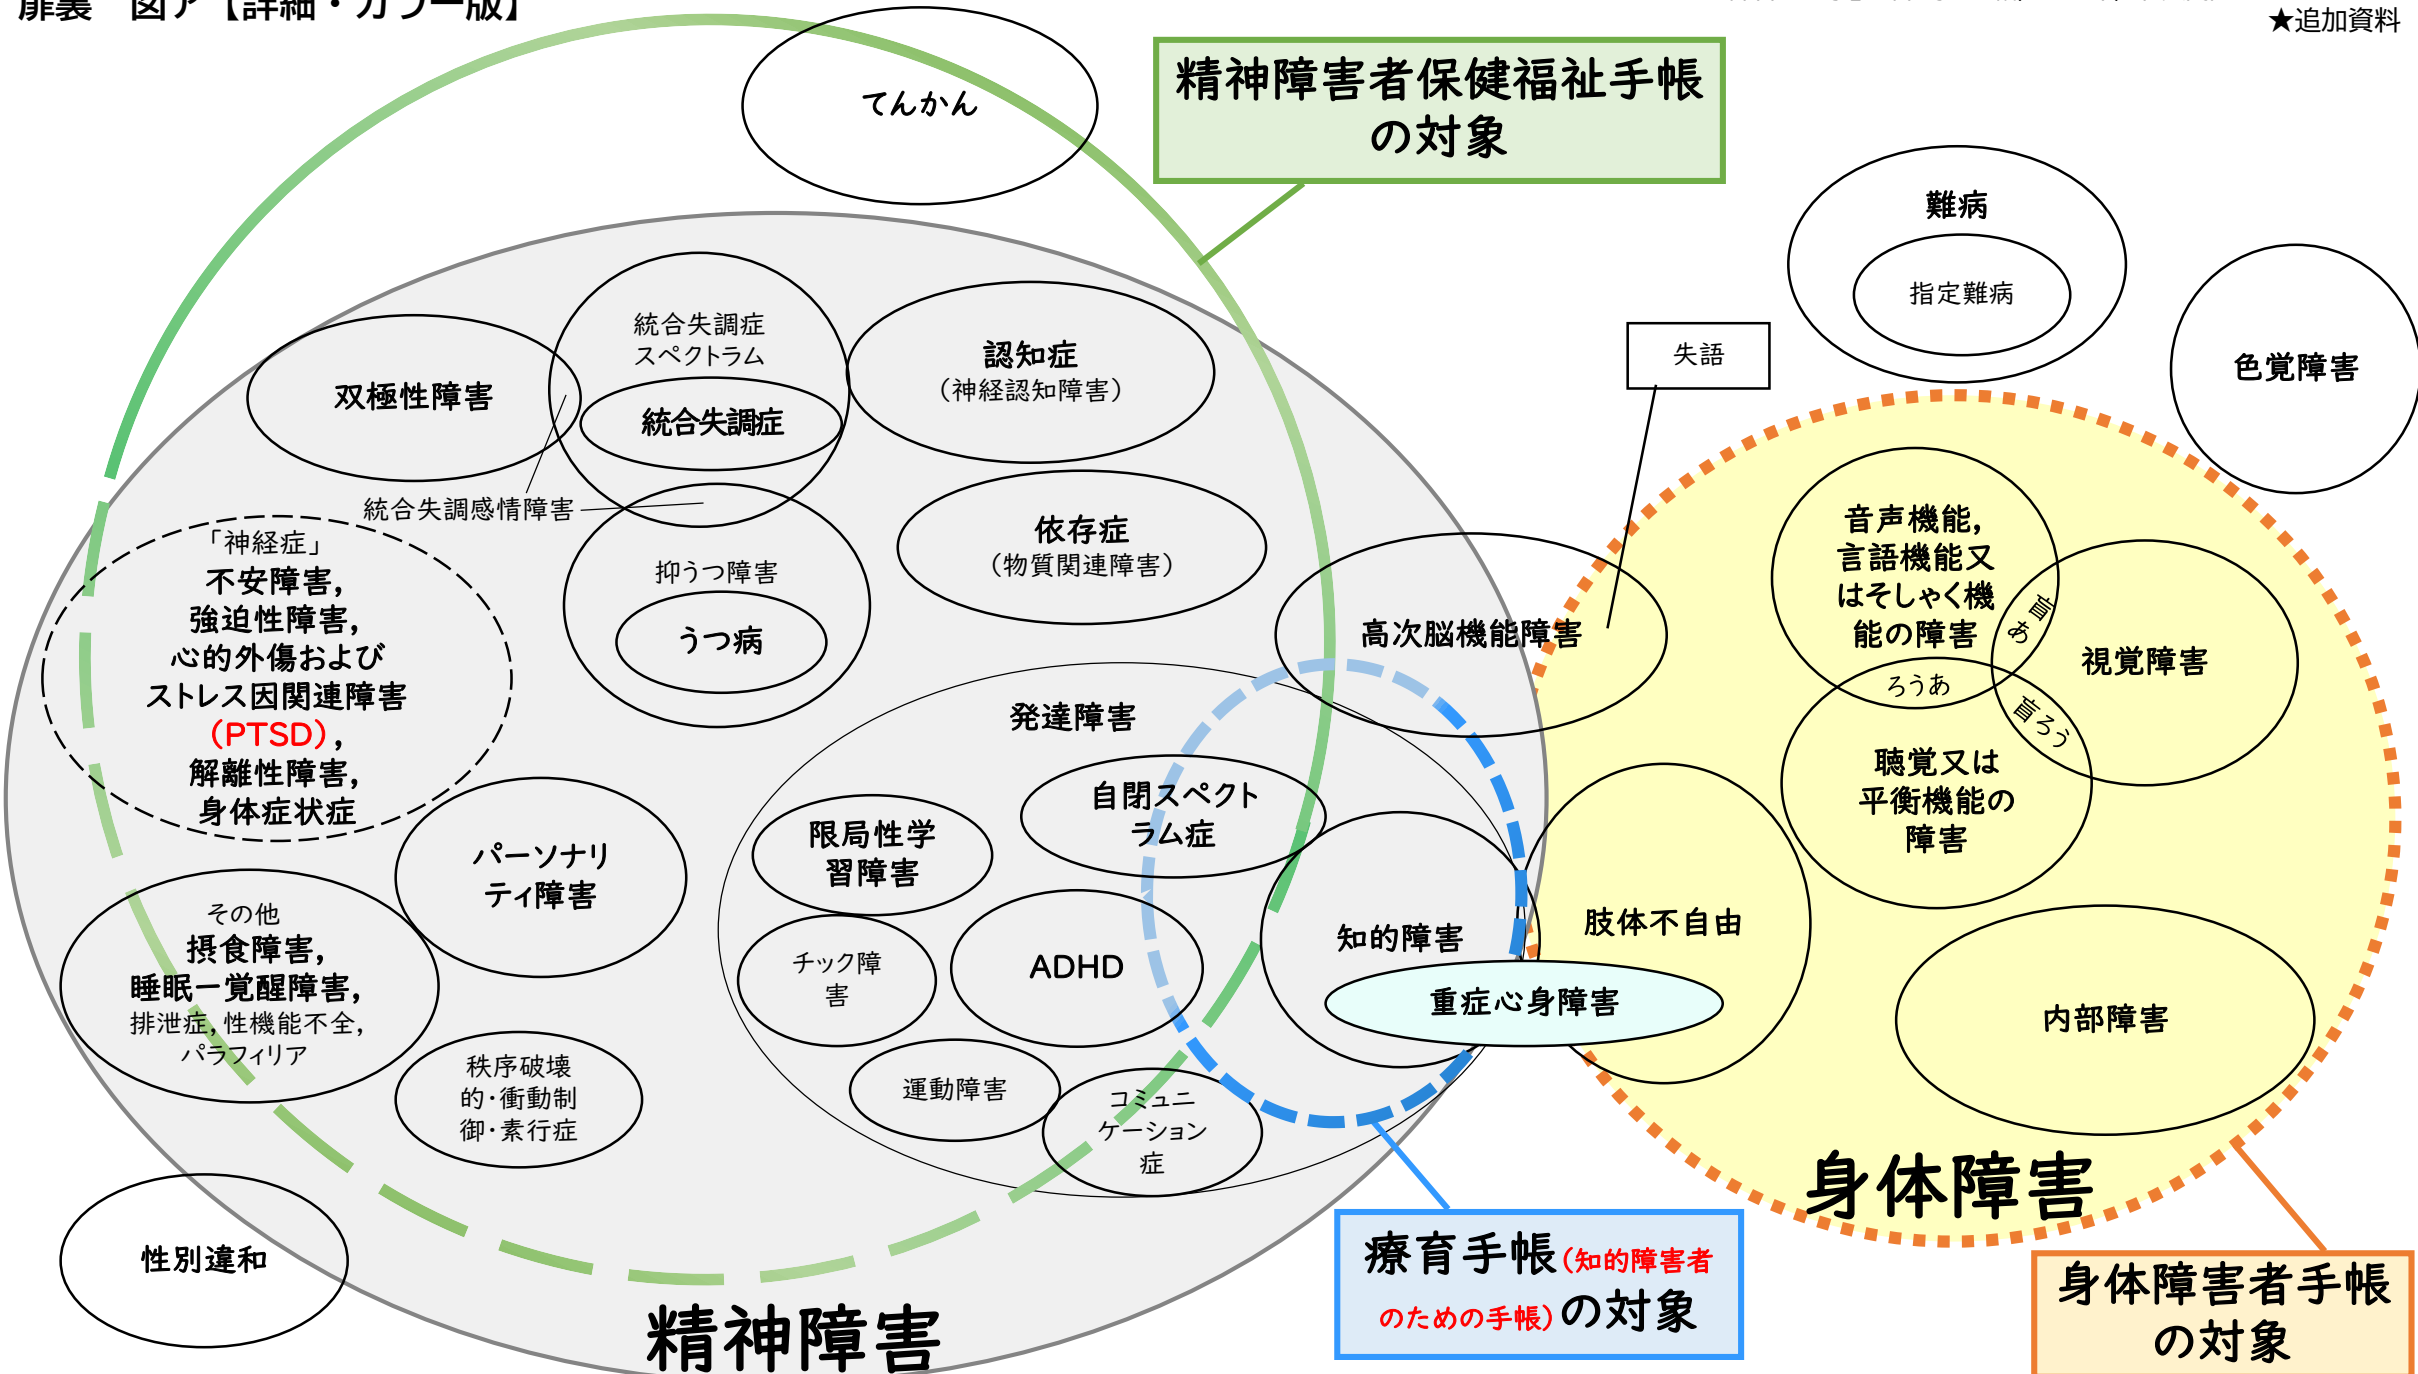 扉裏　図ア【詳細・カラー版】
★追加資料
てんかん
精神障害者保健福祉手帳
の対象
難病
指定難病
色覚障害
失語
統合失調症
スペクトラム
統合失調症
双極性障害
認知症
（神経認知障害）
統合失調感情障害
依存症
（物質関連障害）
抑うつ障害
うつ病
「神経症」
不安障害，
強迫性障害，
心的外傷および
ストレス因関連障害
（PTSD），
解離性障害，
身体症状症
高次脳機能障害
音声機能，
言語機能又
はそしゃく機
能の障害
盲
あ
視覚障害
ろうあ
盲ろう
聴覚又は
平衡機能の
障害
発達障害
自閉スペクト
ラム症
限局性学
習障害
パーソナリ
ティ障害
その他
摂食障害，
睡眠ー覚醒障害，
排泄症，性機能不全，
パラフィリア
チック障
害
ADHD
知的障害
肢体不自由
重症心身障害
内部障害
秩序破壊
的・衝動制
御・素行症
運動障害
コミュニ
ケーション
症
性別違和
身体障害
精神障害
療育手帳（知的障害者
のための手帳）の対象
身体障害者手帳
の対象